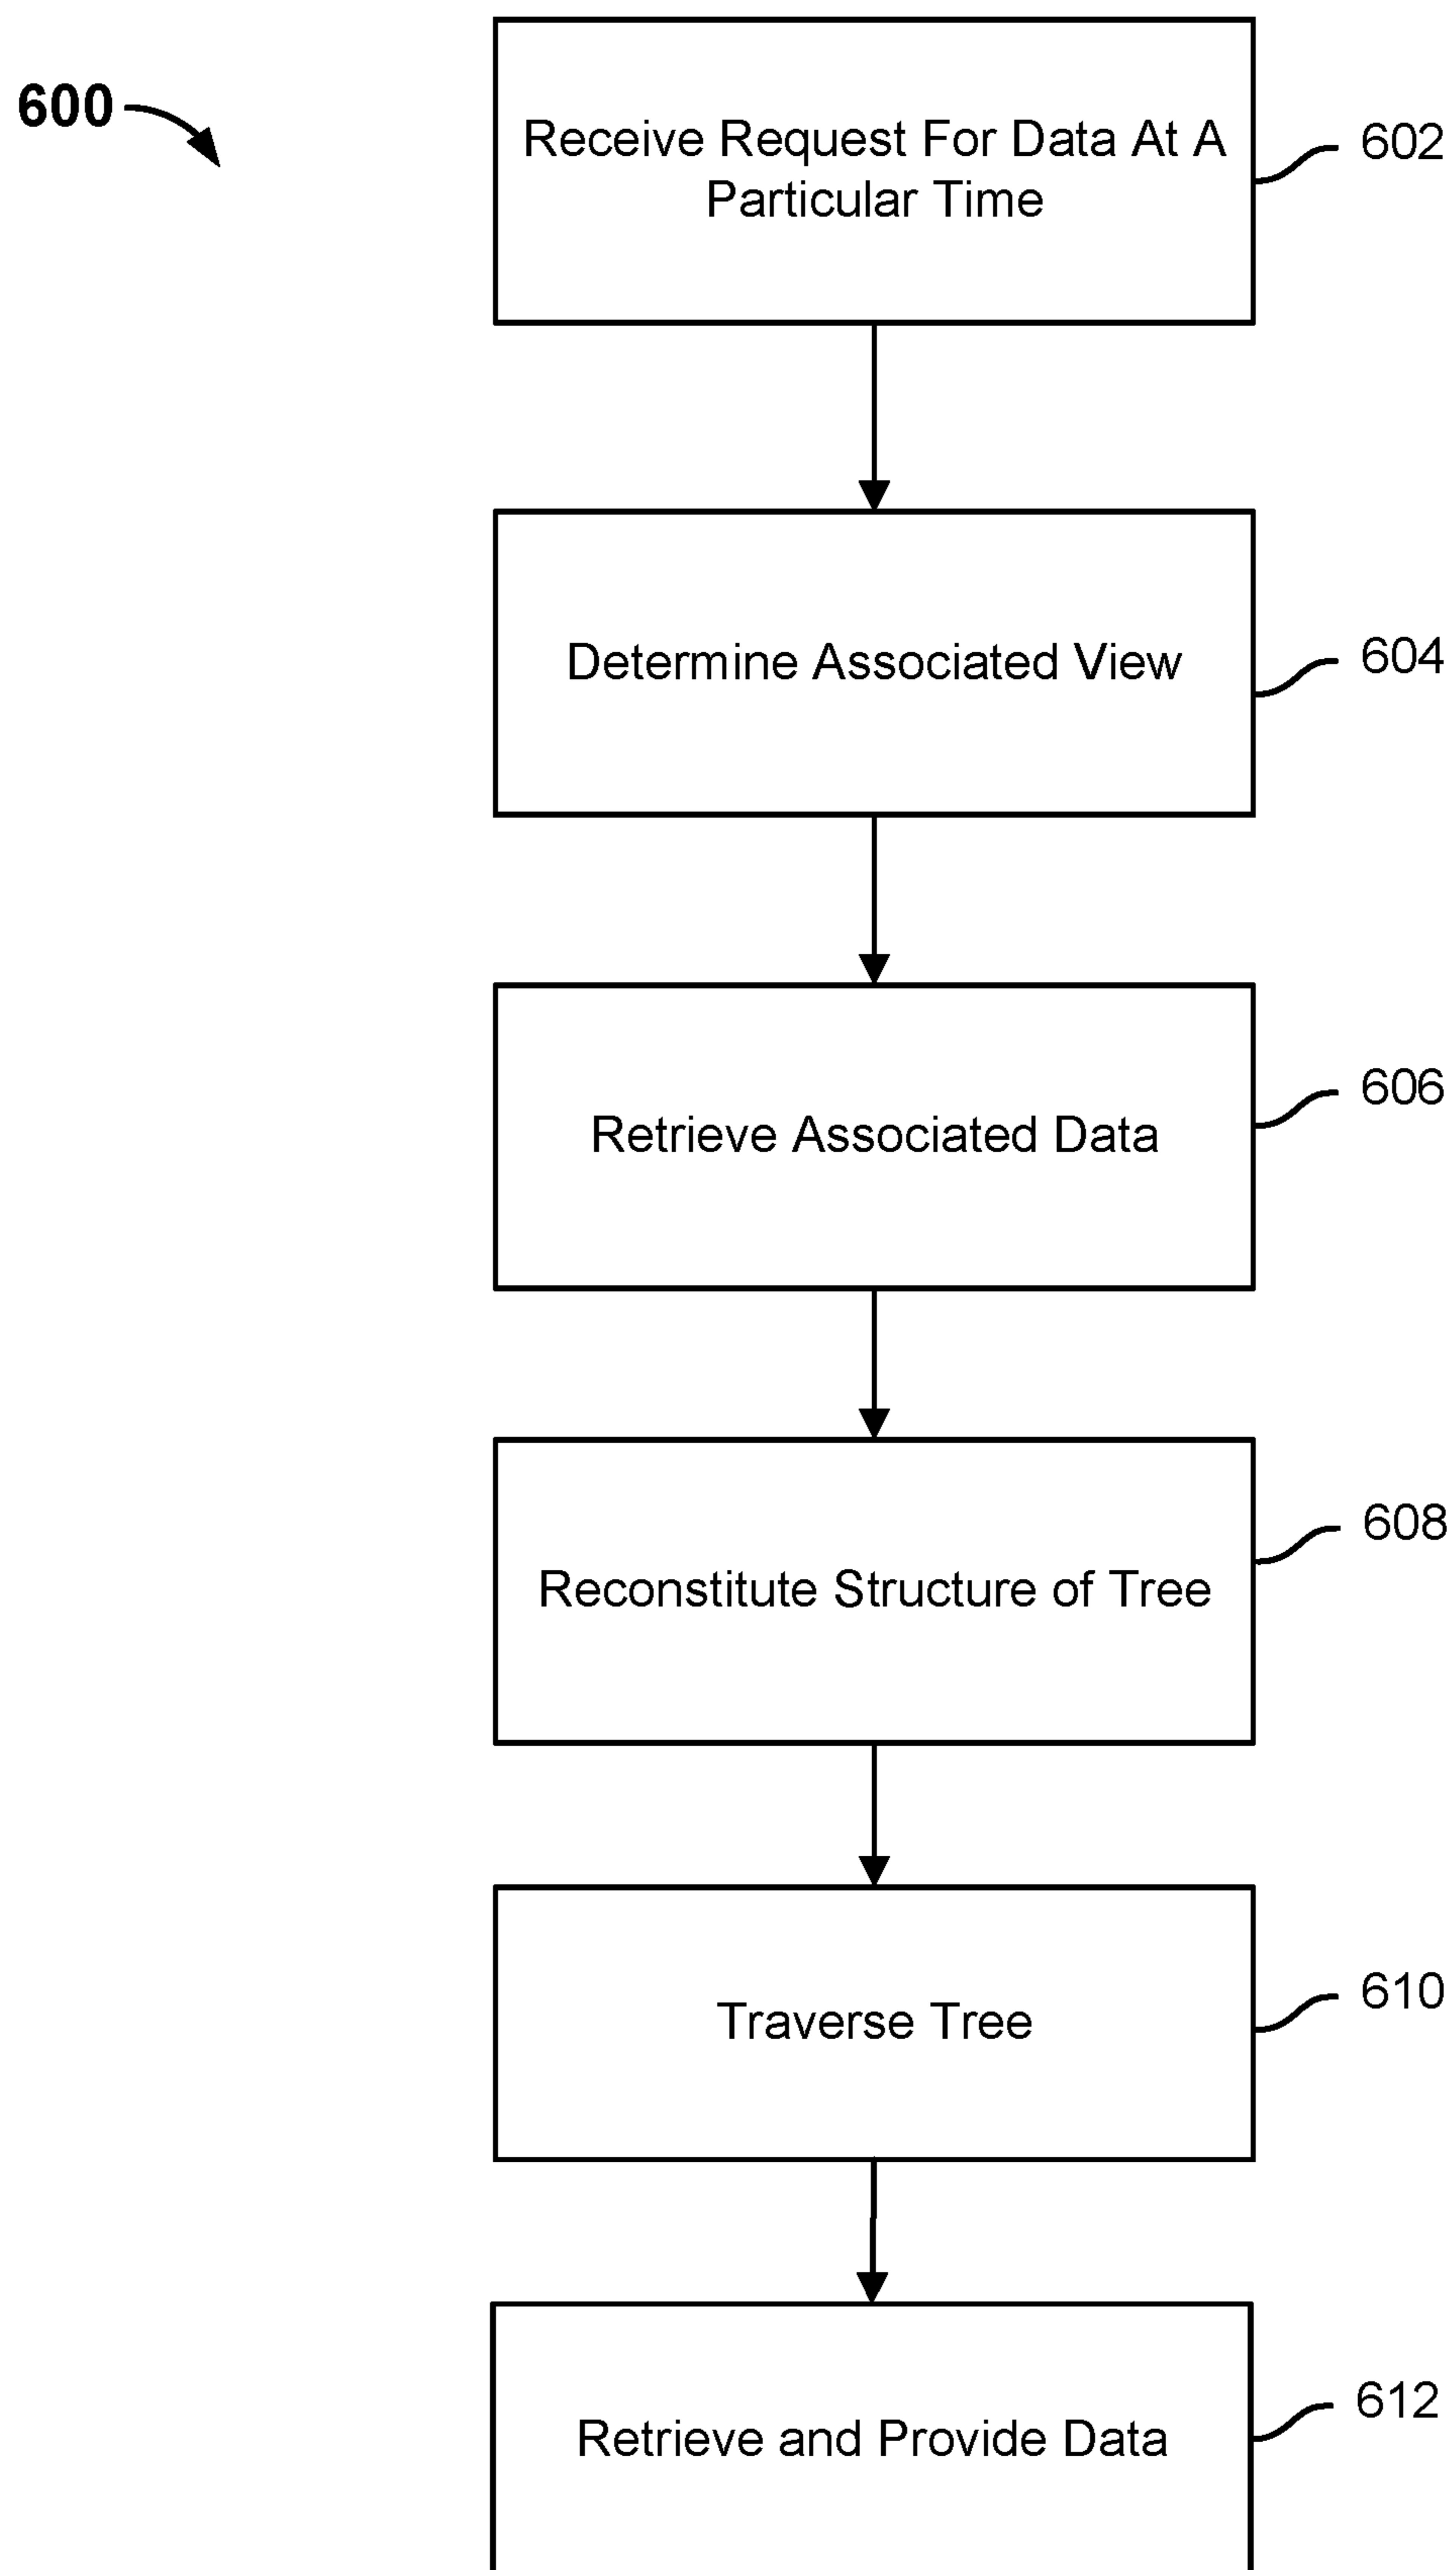 600
Receive Request For Data At A
Particular Time
602
Determine Associated View
604
Retrieve Associated Data
606
Reconstitute Structure of Tree
608
Traverse Tree
610
Retrieve and Provide Data
612